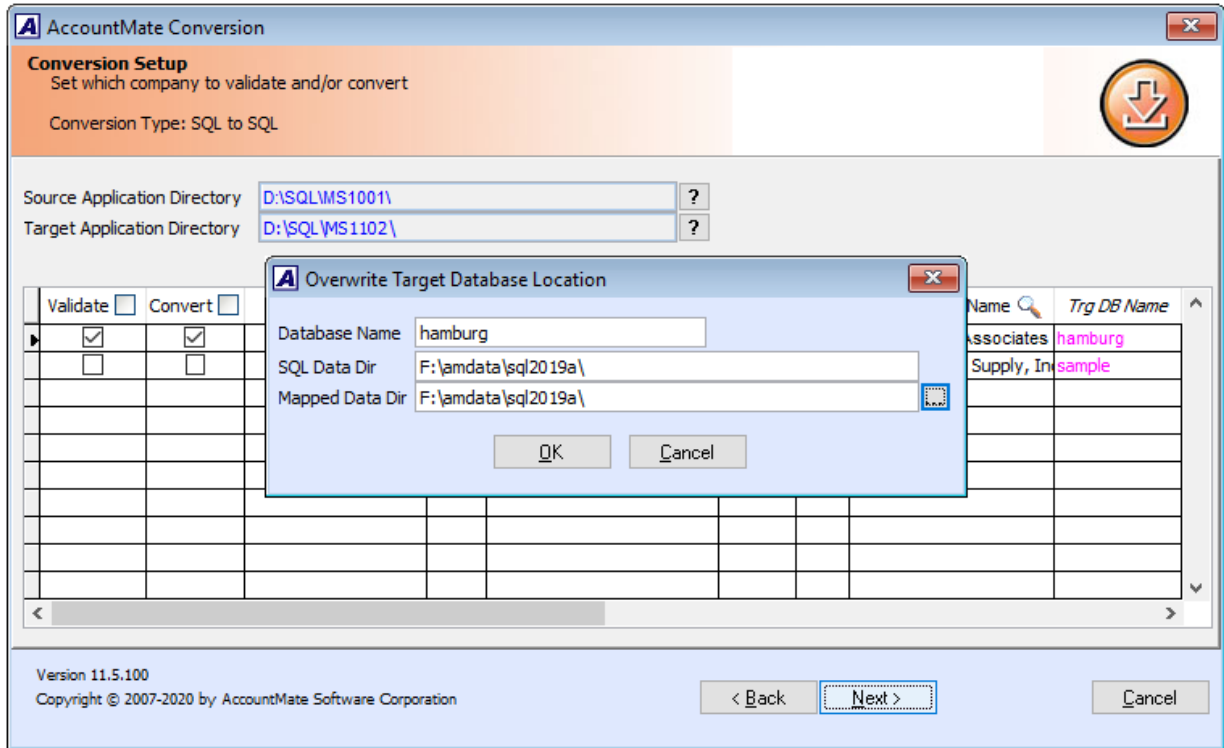 AccountMate Conversion
Conversion Setup
Set which company to validate and/or convert
Conversion Type: SQL to SQL
Source Application Directory D:\SQL\MS1001\ ?
Target Application Directory D:\SQL\MS1102\ ?
Overwrite Target Database Location
Validate Convert Name Trg DB Name
Database Name hamburg
Associates hamburg
SQL Data Dir F:\amdata\sql2019a\
Supply, In sample
Mapped Data Dir F:\amdata\sql2019a\ ...
OK Cancel
Version 11.5.100
Copyright © 2007-2020 by AccountMate Software Corporation
< Back Next > Cancel